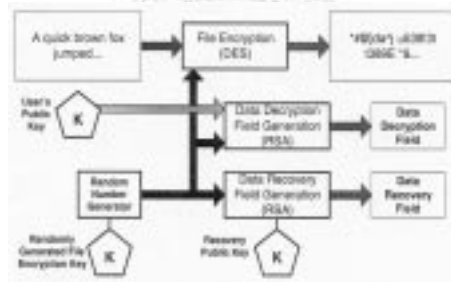 A quick brown fox
jumped...
File Encryption
(DES)
User's
Public
Key
K
Data Decryption
Field Generation
(RSA)
Data
Decryption
Field
Random
Number
Generator
Data Recovery
Field Generation
(RSA)
Data
Recovery
Field
Randomly
Generated File
Encryption Key
K
Recovery
Public Key
K